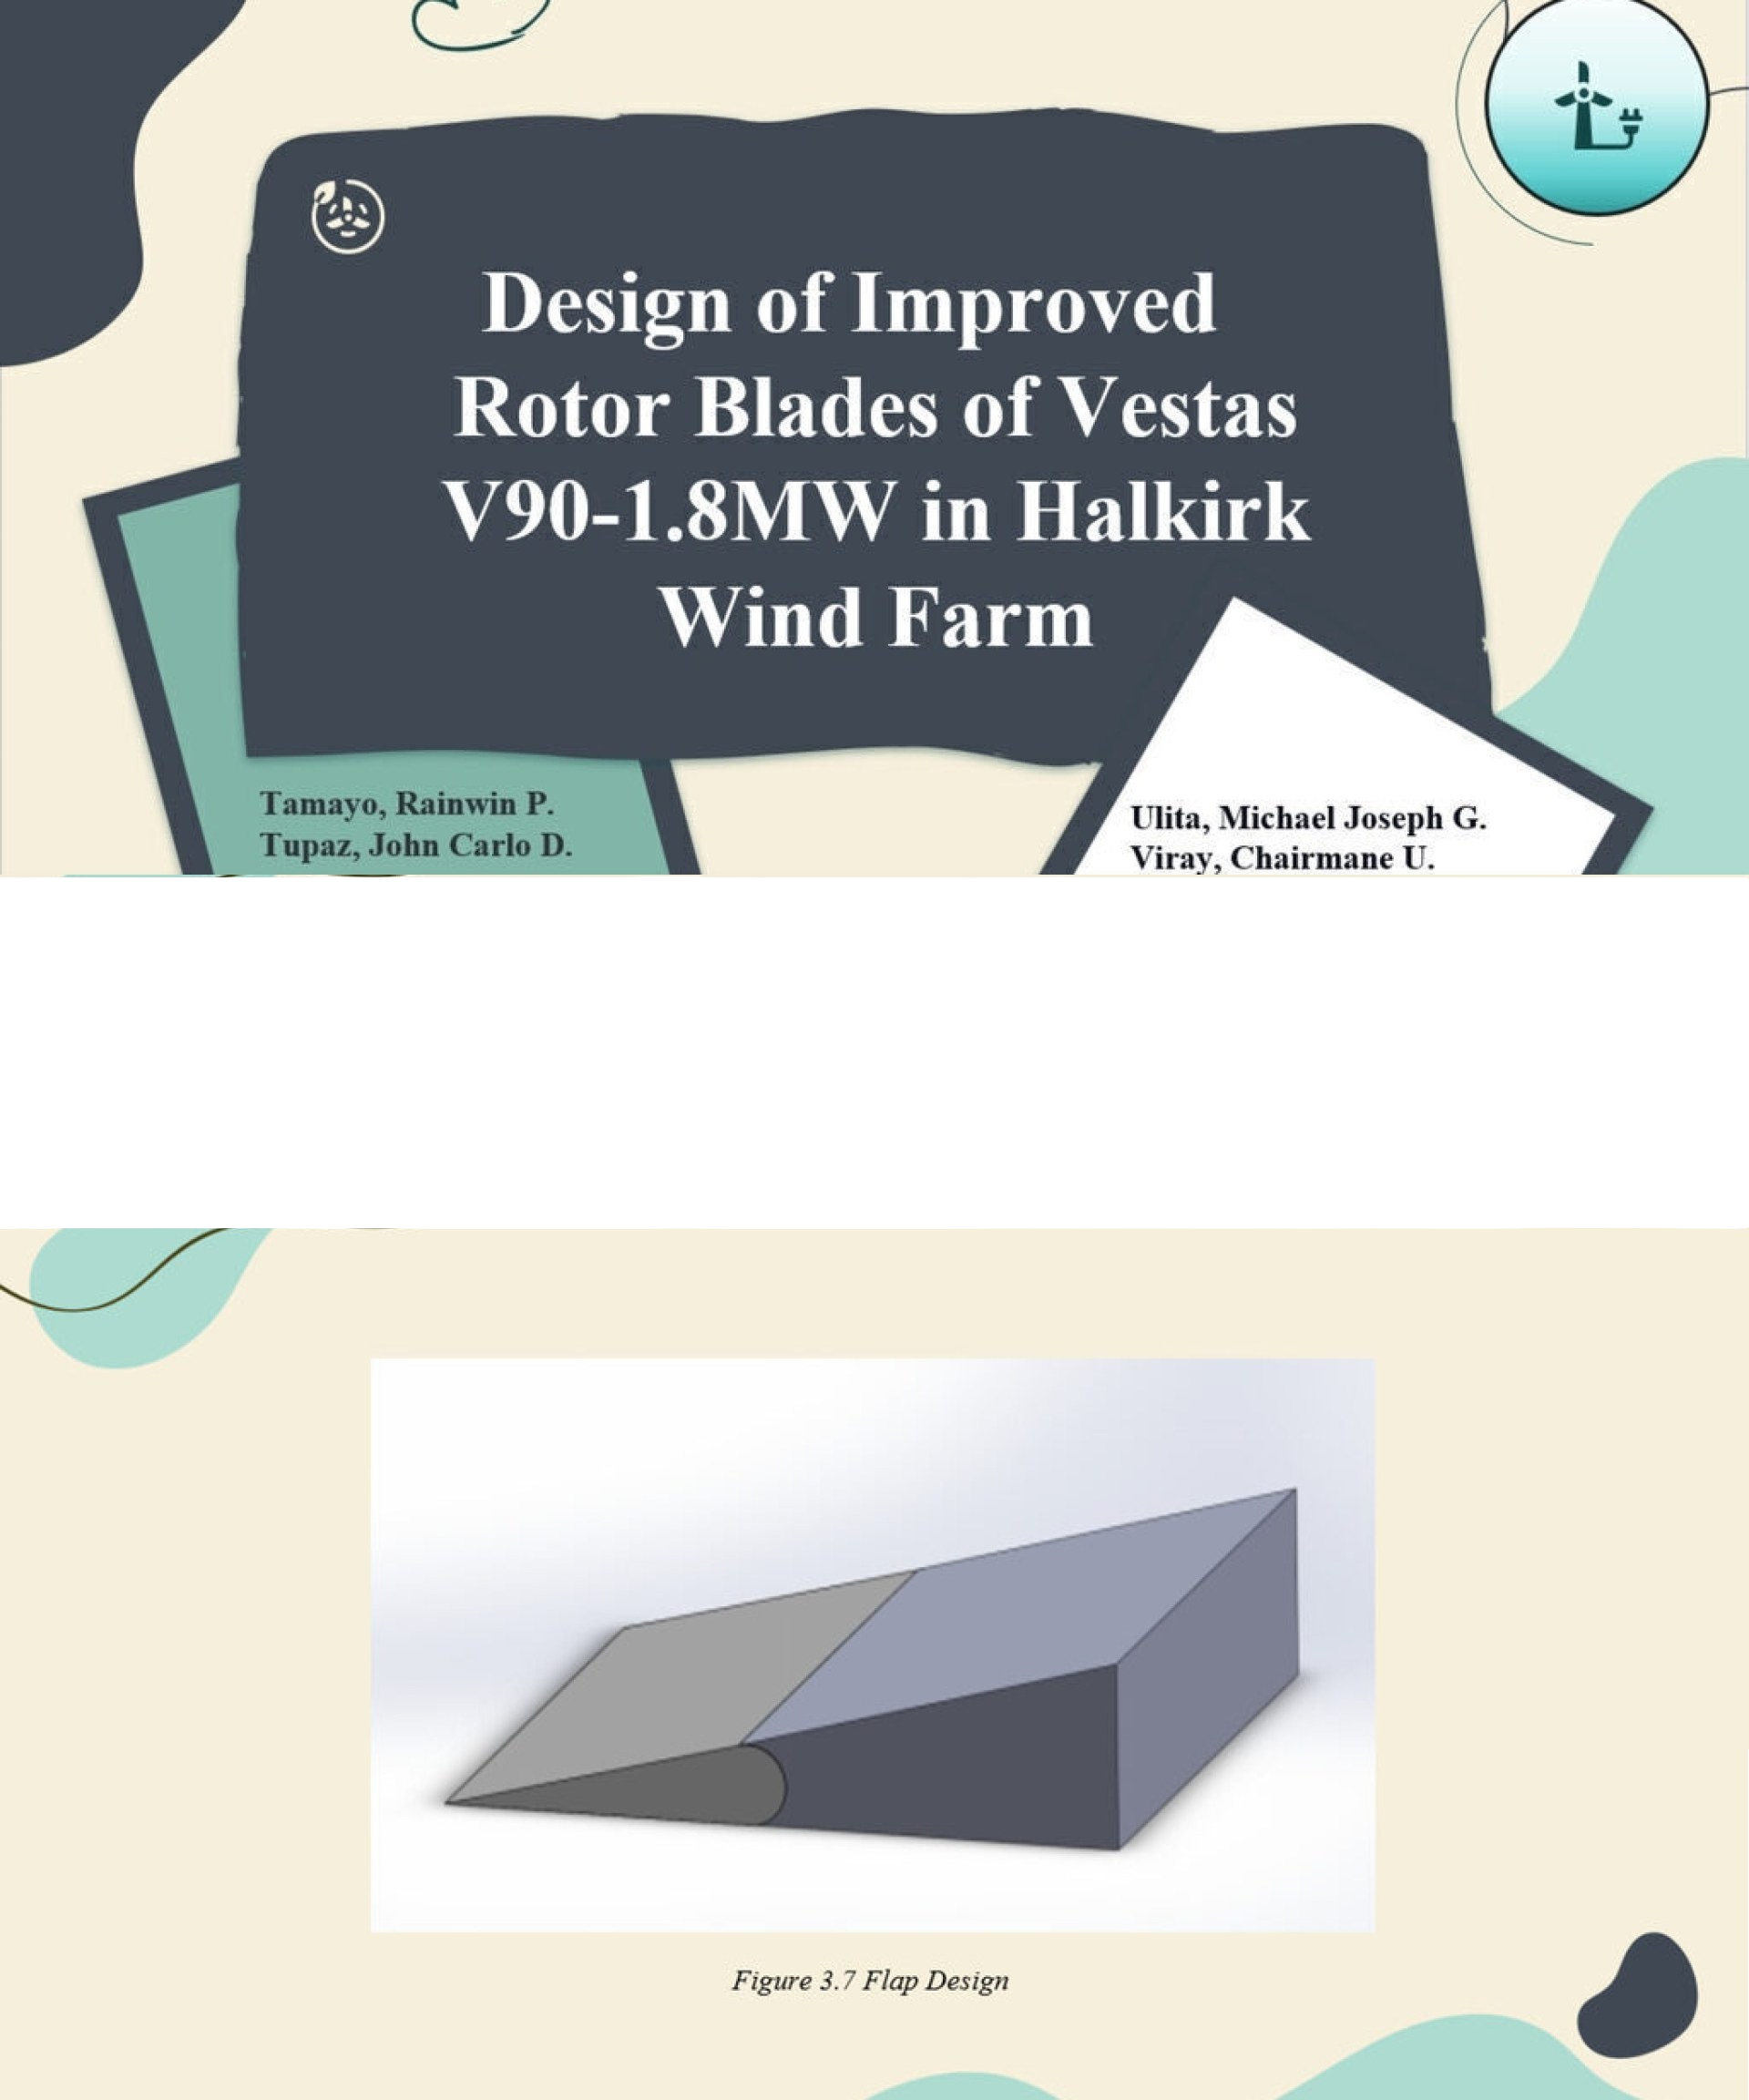 Design of Improved
Rotor Blades of Vestas
V90-1.8MW in Halkirk
Wind Farm
Tamayo, Rainwin P.
Tupaz, John Carlo D.
Ulita, Michael Joseph G.
Viray, Chairmane U.
Figure 3.7 Flap Design